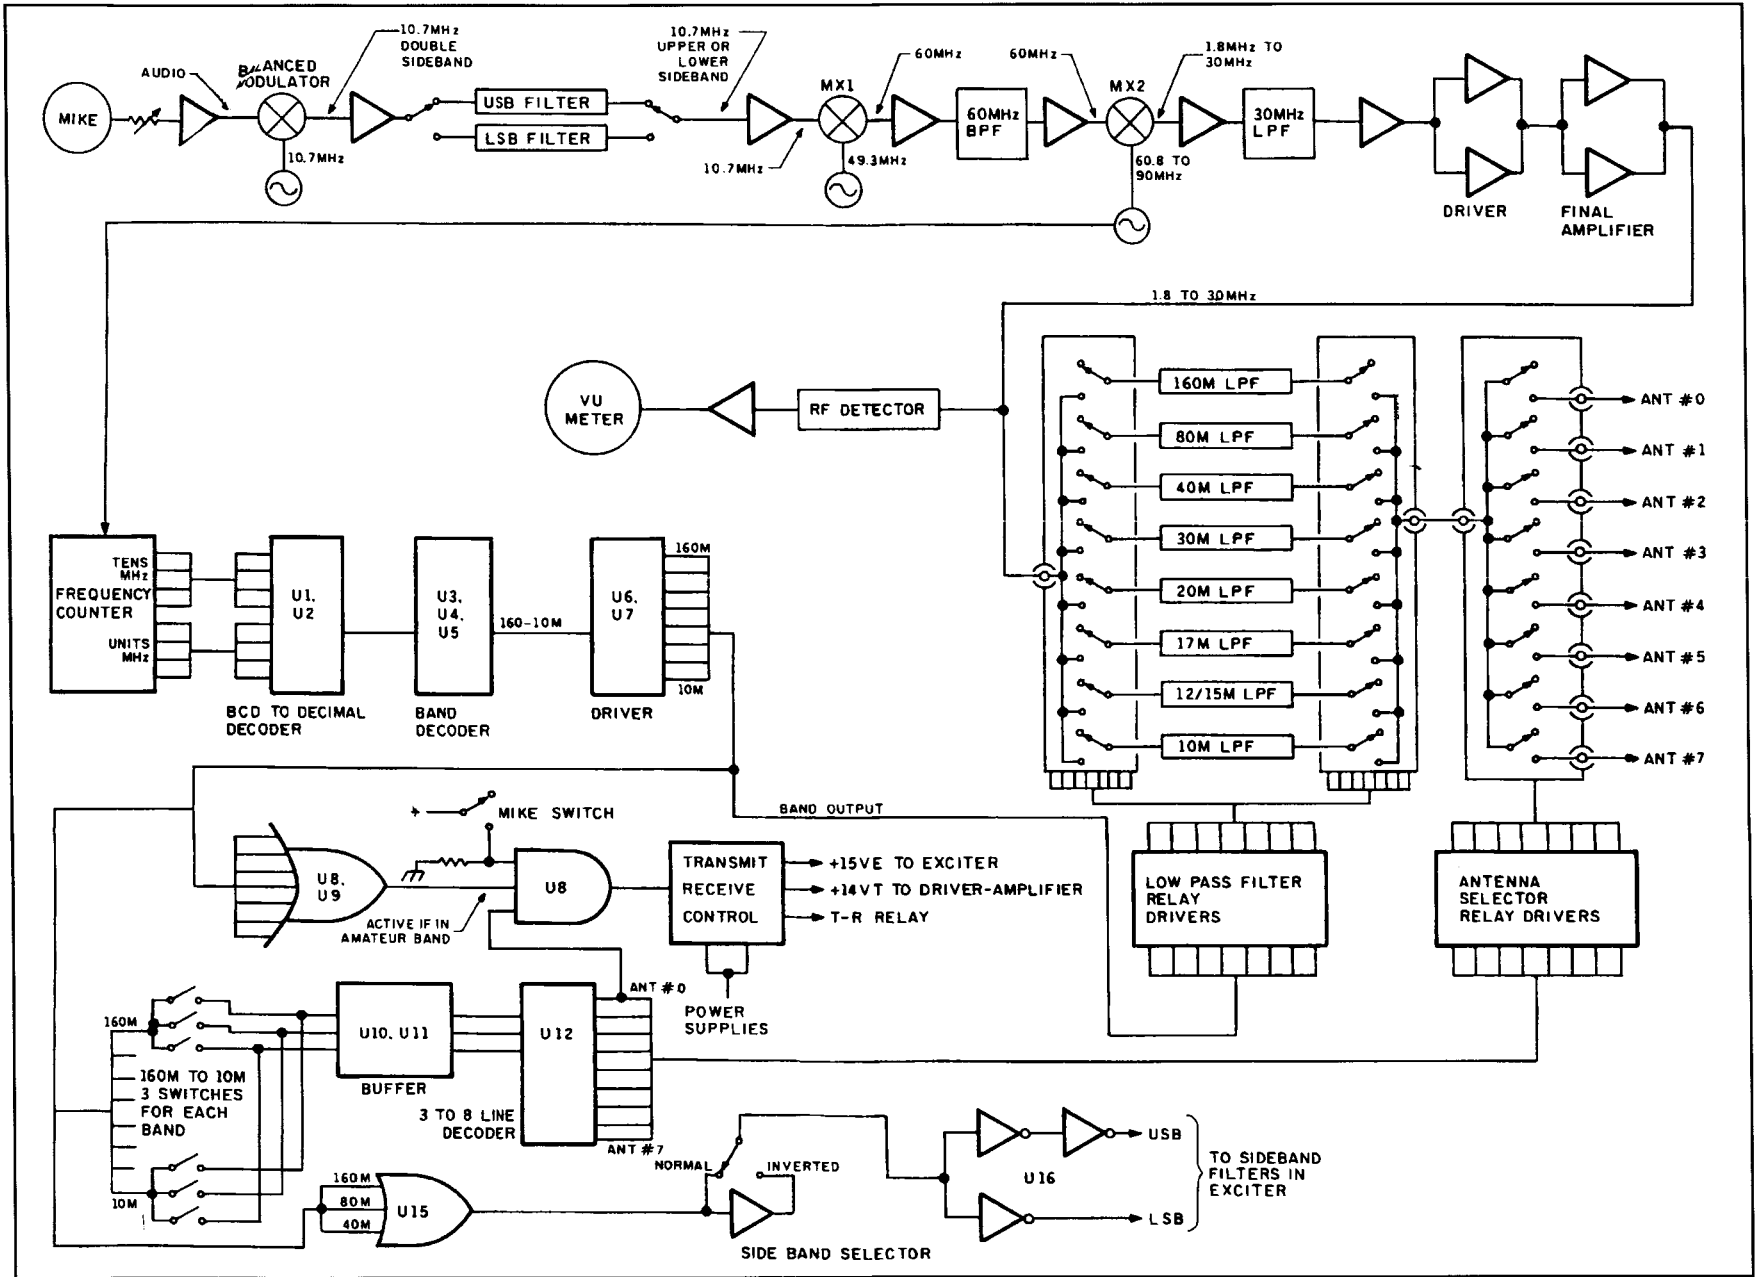 10.7MHz
DOUBLE
SIDEBAND
10.7MHz
UPPER OR
LOWER
SIDEBAND
60MHz
60MHz
1.8MHz TO
30MHz
AUDIO
BALANCED
MODULATOR
MX1
MX2
MIKE
USB FILTER
LSB FILTER
60MHz
BPF
30MHz
LPF
10.7MHz
10.7MHz
49.3MHz
60.8 TO
90MHz
DRIVER
FINAL
AMPLIFIER
1.8 TO 30MHz
VU
METER
RF DETECTOR
160M LPF
80M LPF
40M LPF
30M LPF
20M LPF
17M LPF
12/15M LPF
10M LPF
ANT #0
ANT #1
ANT #2
ANT #3
ANT #4
ANT #5
ANT #6
ANT #7
TENS
MHz
FREQUENCY
COUNTER
UNITS
MHz
U1,
U2
BCD TO DECIMAL
DECODER
U3,
U4,
U5
BAND
DECODER
160-10M
U6,
U7
DRIVER
160M
10M
BAND OUTPUT
+
MIKE SWITCH
U8,
U9
ACTIVE IF IN
AMATEUR BAND
U8
TRANSMIT
RECEIVE
CONTROL
+15VE TO EXCITER
+14VT TO DRIVER-AMPLIFIER
T-R RELAY
POWER
SUPPLIES
LOW PASS FILTER
RELAY
DRIVERS
ANTENNA
SELECTOR
RELAY DRIVERS
160M
160M TO 10M
3 SWITCHES
FOR EACH
BAND
10M
U10, U11
BUFFER
U12
3 TO 8 LINE
DECODER
ANT #0
ANT #7
160M
80M
40M
U15
NORMAL
INVERTED
SIDE BAND SELECTOR
U16
USB
LSB
TO SIDEBAND
FILTERS IN
EXCITER